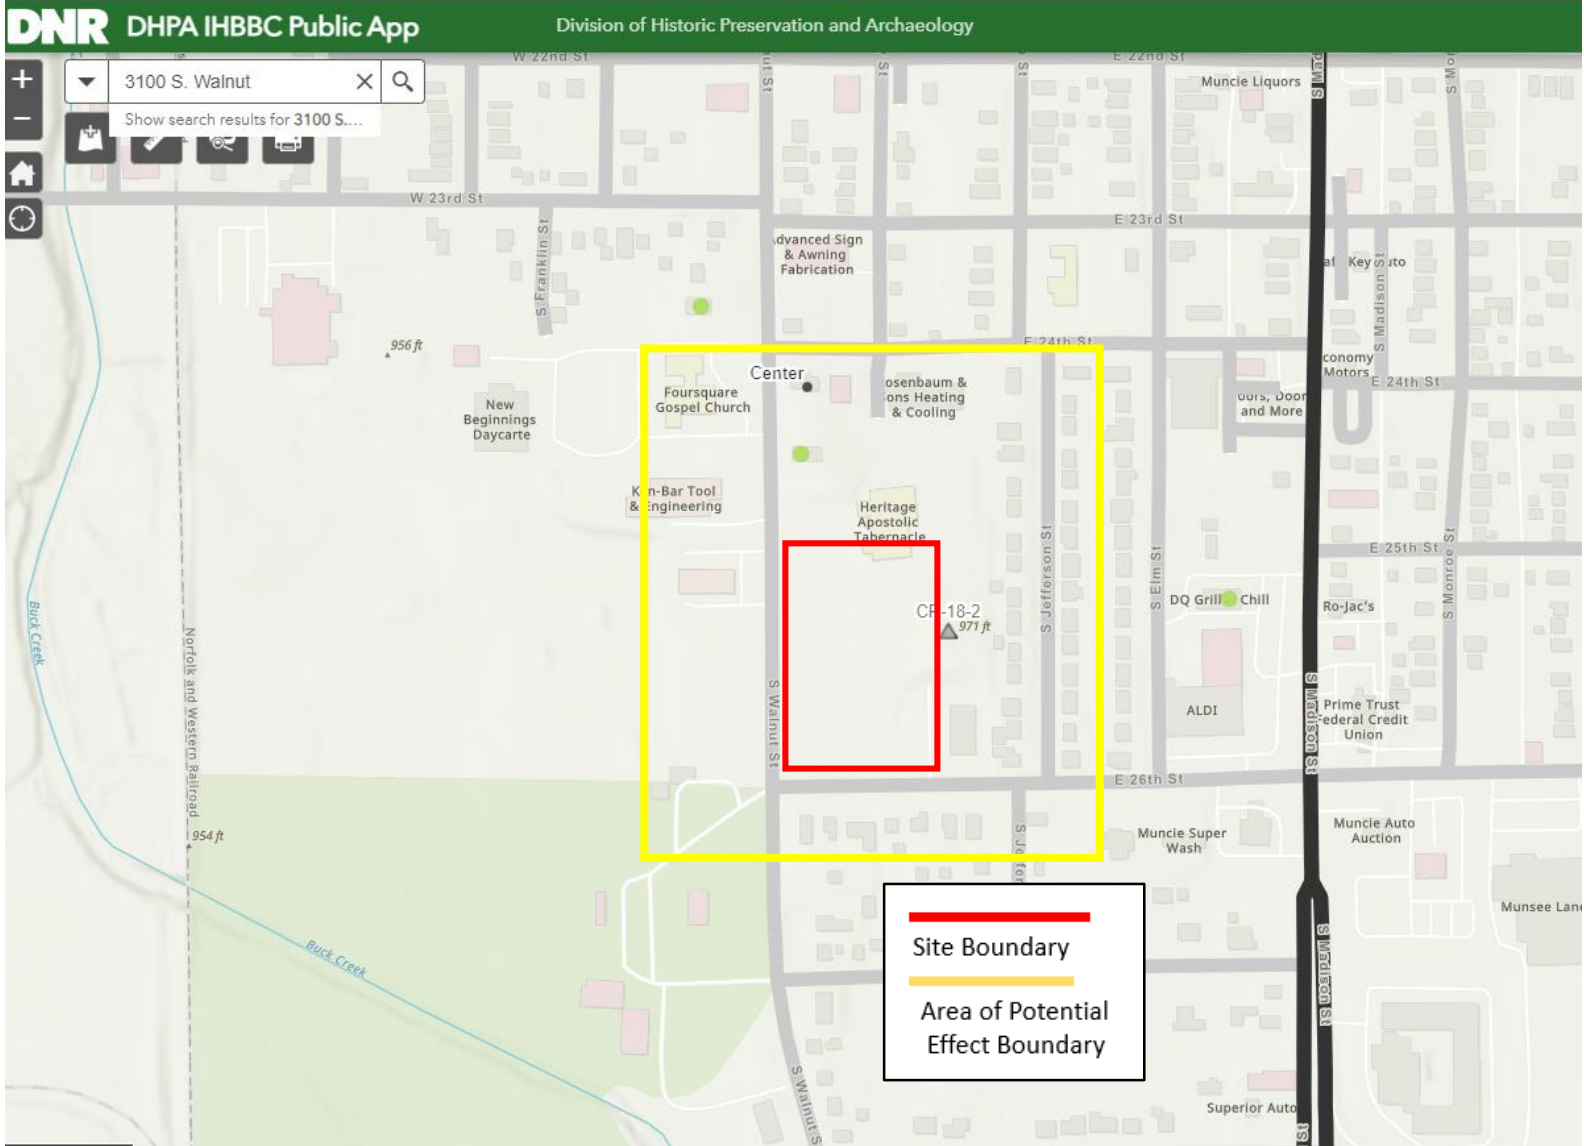 DNR DHPA IHBBC Public App
Division of Historic Preservation and Archaeology
W 22nd St
E 22nd St
3100 S. Walnut
Show search results for 3100 S....
Muncie Liquors
W 23rd St
E 23rd St
S Franklin St
Advanced Sign
& Awning
Fabrication
Key
uto
S Madison St
956 ft
E 24th St
Center
Foursquare
Gospel Church
osenbaum &
ons Heating
& Cooling
conomy
Motors
E 24th St
oors, Door
and More
New
Beginnings
Daycarte
K n-Bar Tool
& Engineering
Heritage
Apostolic
Tabernacle
S Jefferson St
S Elm St
E 25th St
S Monroe St
DQ Grill
Chill
Ro-Jac's
971 ft
Buck Creek
Norfolk and Western Railroad
S Walnut St
ALDI
S Madison St
Prime Trust
Federal Credit
Union
E 26th St
954 ft
Muncie Super
Wash
Muncie Auto
Auction
Munsee Lan
Buck Creek
Site Boundary
Area of Potential
Effect Boundary
S Madison St
S Walnut S
Superior Auto
St